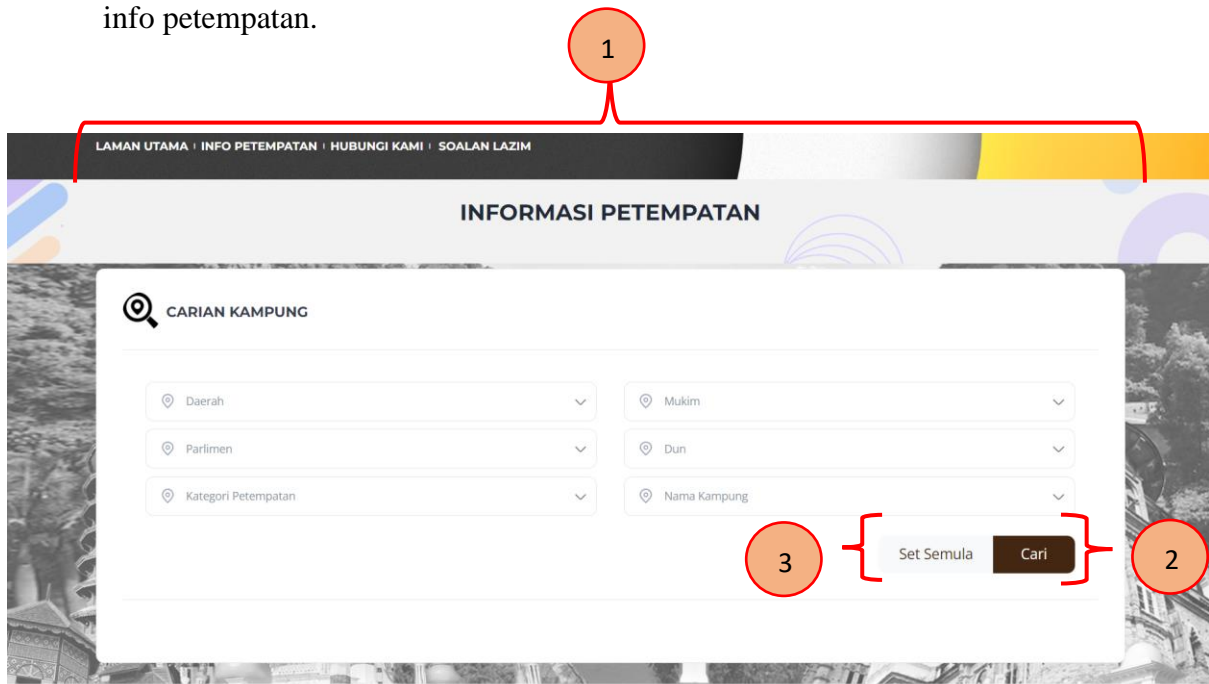 info petempatan.
1
LAMAN UTAMA | INFO PETEMPATAN | HUBUNGI KAMI | SOALAN LAZIM
INFORMASI PETEMPATAN
CARIAN KAMPUNG
Daerah
Mukim
Parlimen
Dun
Kategori Petempatan
Nama Kampung
3
Set Semula
Cari
2